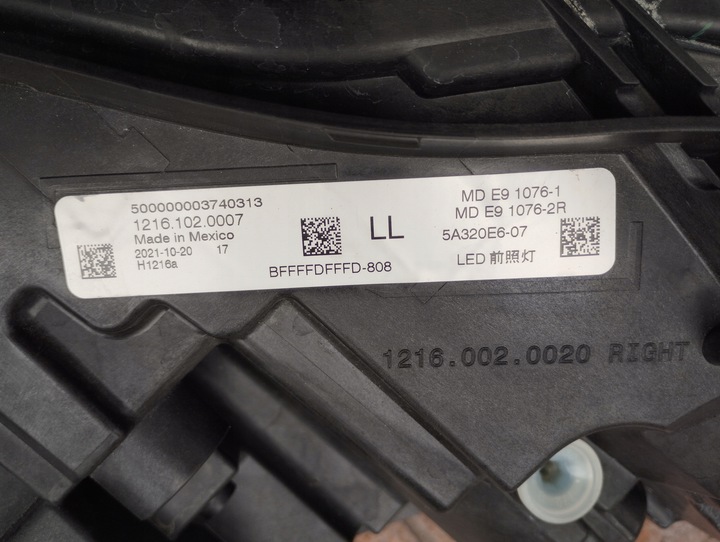 500000003740313
1216.102.0007
Made in Mexico
2021-10-20 17
H1216a
BFFFFDFFFD-808
LL
MD E9 1076-1
MD E9 1076-2R
5A320E6-07
LED 前照灯
1216.002.0020 RIGHT